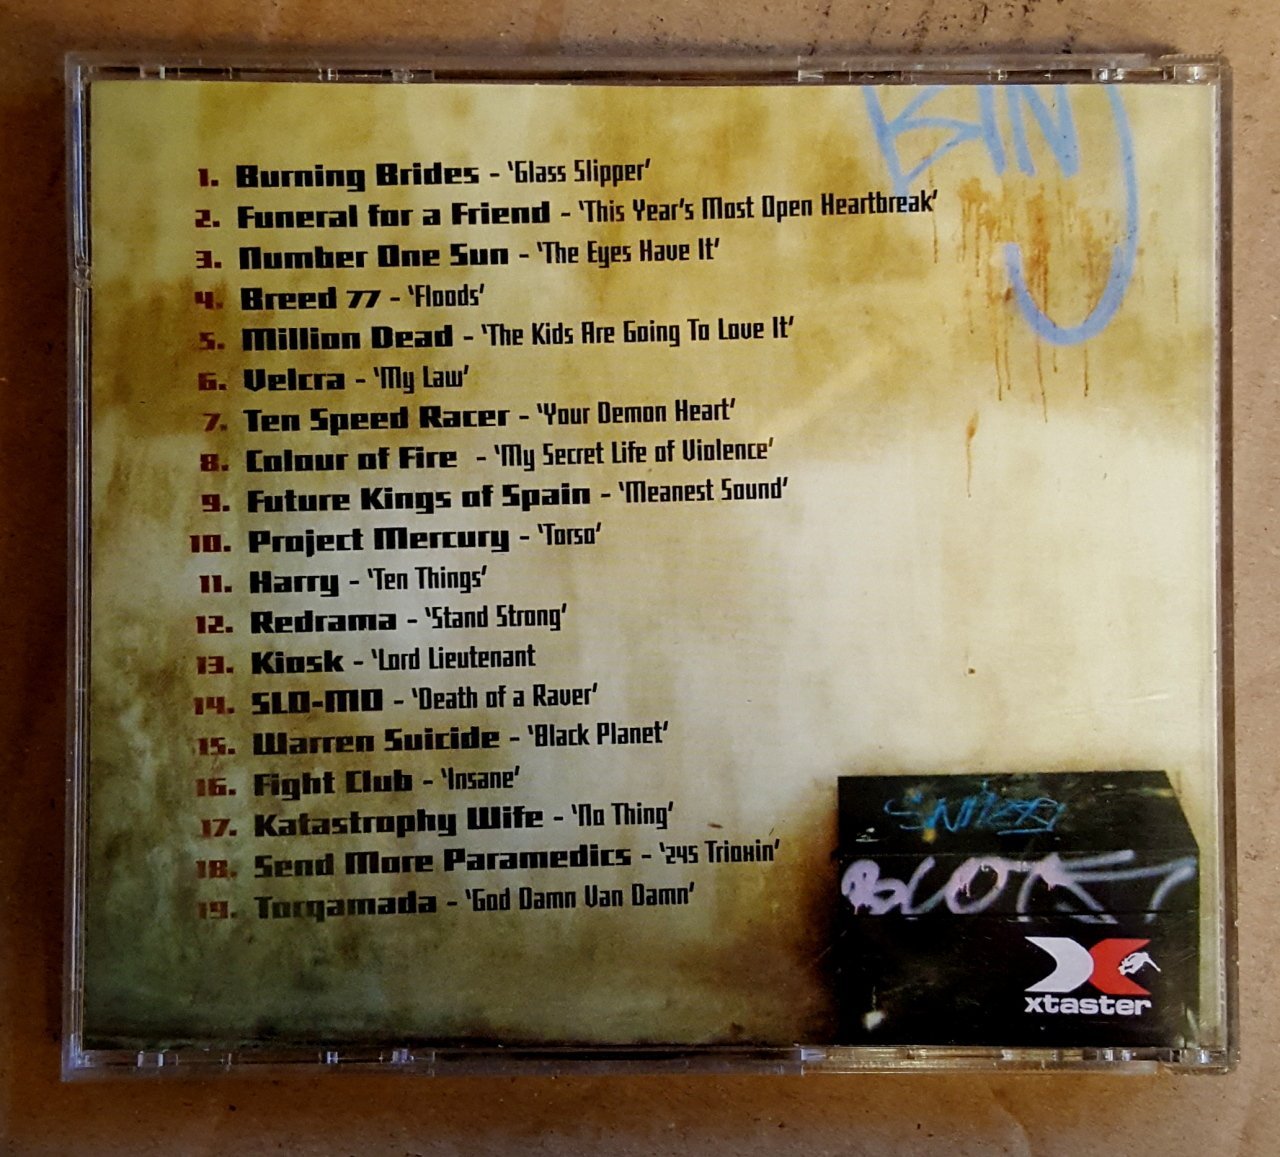 1. Burning Brides - ‘Glass Slipper’
2. Funeral for a Friend - ‘This Year’s Most Open Heartbreak’
3. Number One Sun - ‘The Eyes Have It’
4. Breed 77 - ‘Floods’
5. Million Dead - ‘The Kids Are Going To Love It’
6. Velcra - ‘My Law’
7. Ten Speed Racer - ‘Your Demon Heart’
8. Colour of Fire - ‘My Secret Life of Violence’
9. Future Kings of Spain - ‘Meanest Sound’
10. Project Mercury - ‘Torso’
11. Harry - ‘Ten Things’
12. Redrama - ‘Stand Strong’
13. Kiosk - ‘Lord Lieutenant
14. SLO-MO - ‘Death of a Raver’
15. Warren Suicide - ‘Black Planet’
16. Fight Club - ‘Insane’
17. Katastrophy Wife - ‘No Thing’
18. Send More Paramedics - ‘245 Trioxin’
19. Torqamada - ‘God Damn Van Damn’
xtaster